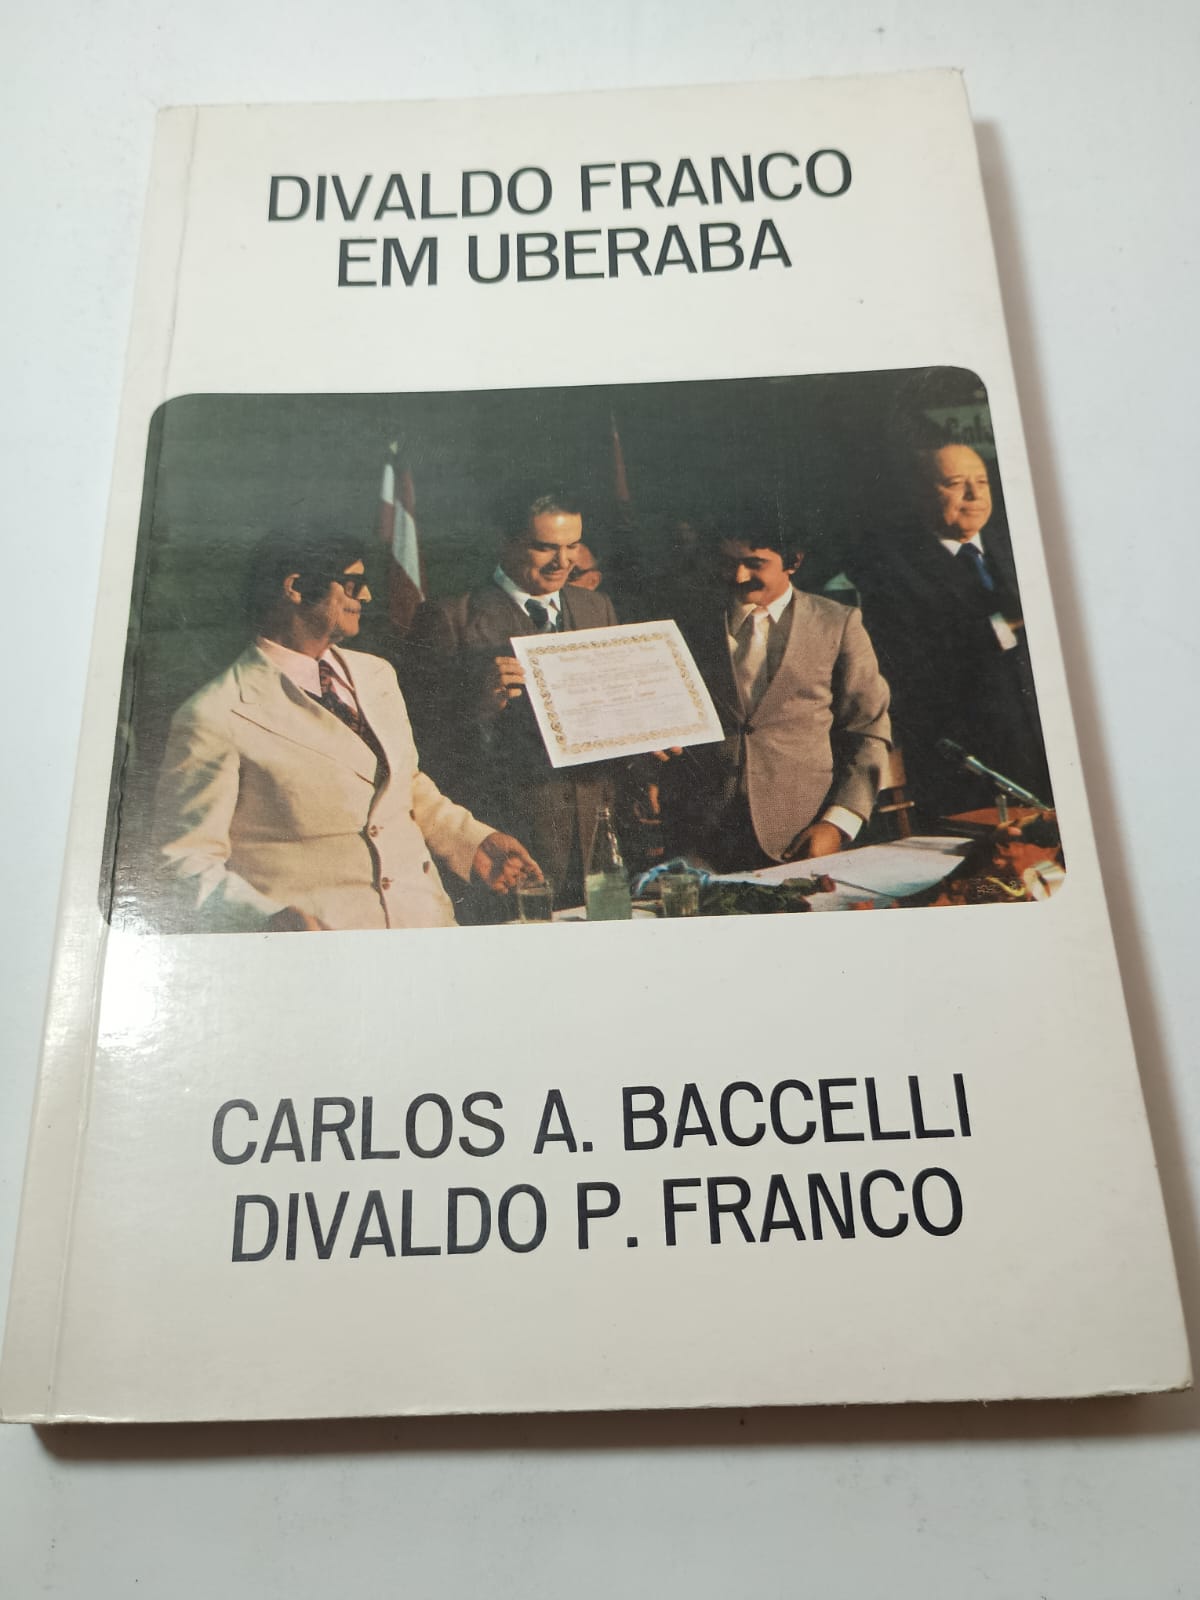 DIVALDO FRANCO
EM UBERABA
CARLOS A. BACCELLI
DIVALDO P. FRANCO